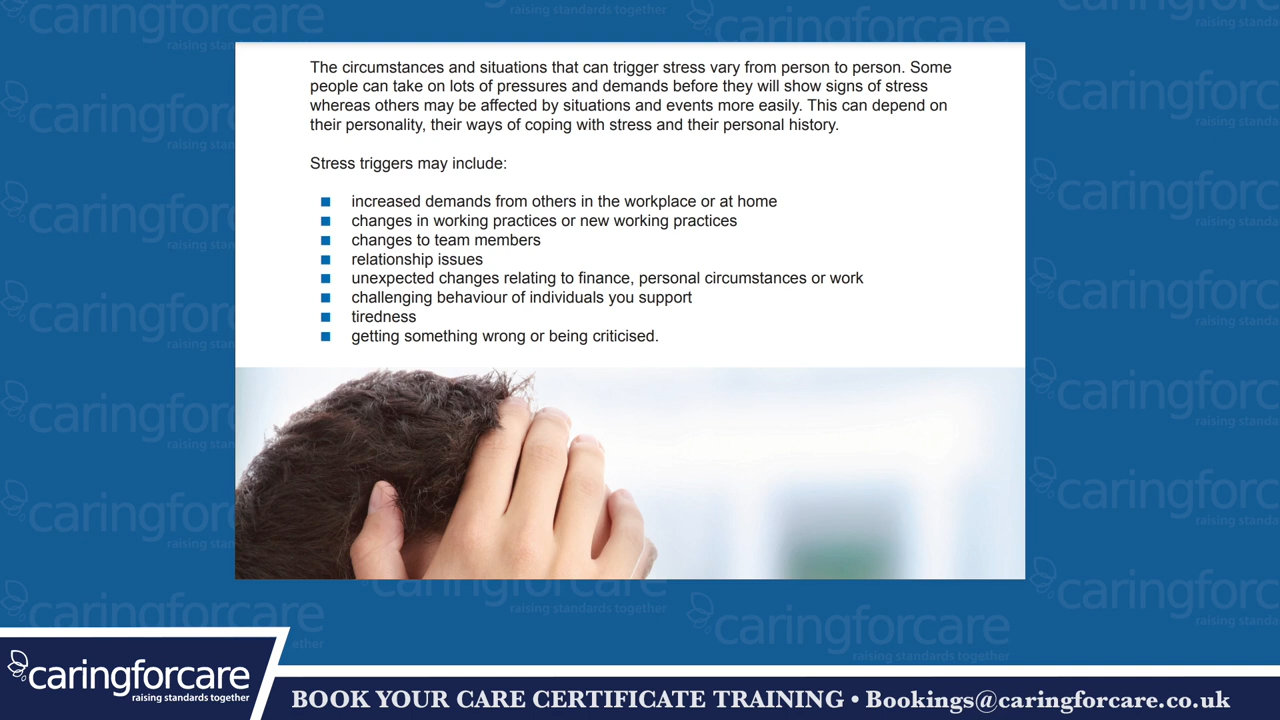 The circumstances and situations that can trigger stress vary from person to person. Some
people can take on lots of pressures and demands before they will show signs of stress
whereas others may be affected by situations and events more easily. This can depend on
their personality, their ways of coping with stress and their personal history.
Stress triggers may include:
increased demands from others in the workplace or at home
changes in working practices or new working practices
changes to team members
relationship issues
unexpected changes relating to finance, personal circumstances or work
challenging behaviour of individuals you support
tiredness
getting something wrong or being criticised.
caringforcare
raising standards together
BOOK YOUR CARE CERTIFICATE TRAINING • Bookings@caringforcare.co.uk